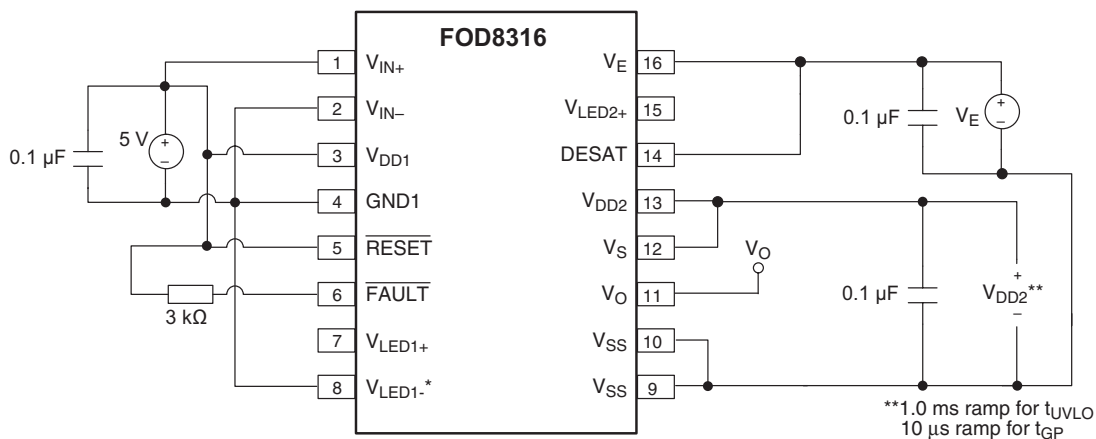 FOD8316
1 V_IN+
2 V_IN–
3 V_DD1
4 GND1
5 RESET
6 FAULT
7 V_LED1+
8 V_LED1-*
V_E 16
V_LED2+ 15
DESAT 14
V_DD2 13
V_S 12
V_O 11
V_SS 10
V_SS 9
0.1 µF
5 V
+
–
3 kΩ
0.1 µF
V_E
+
–
V_O
0.1 µF
+
V_DD2**
–
**1.0 ms ramp for t_UVLO
10 µs ramp for t_GP